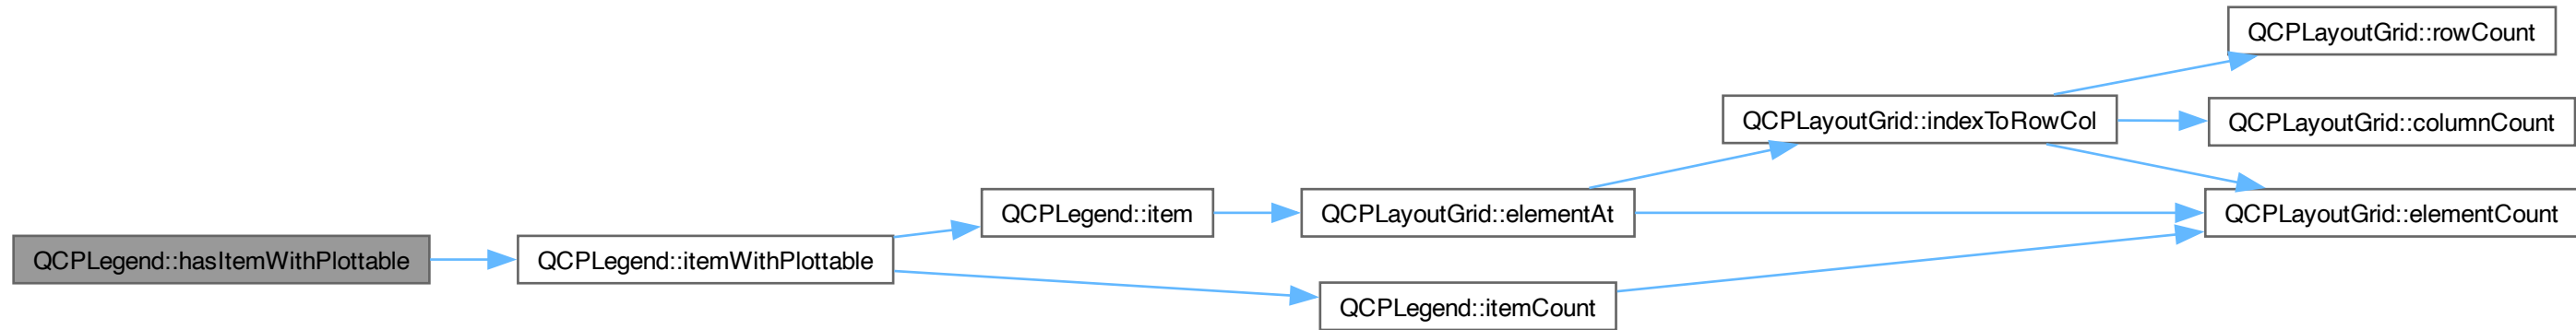 QCPLegend::hasItemWithPlottable
QCPLegend::itemWithPlottable
QCPLegend::item
QCPLegend::itemCount
QCPLayoutGrid::elementAt
QCPLayoutGrid::indexToRowCol
QCPLayoutGrid::rowCount
QCPLayoutGrid::columnCount
QCPLayoutGrid::elementCount